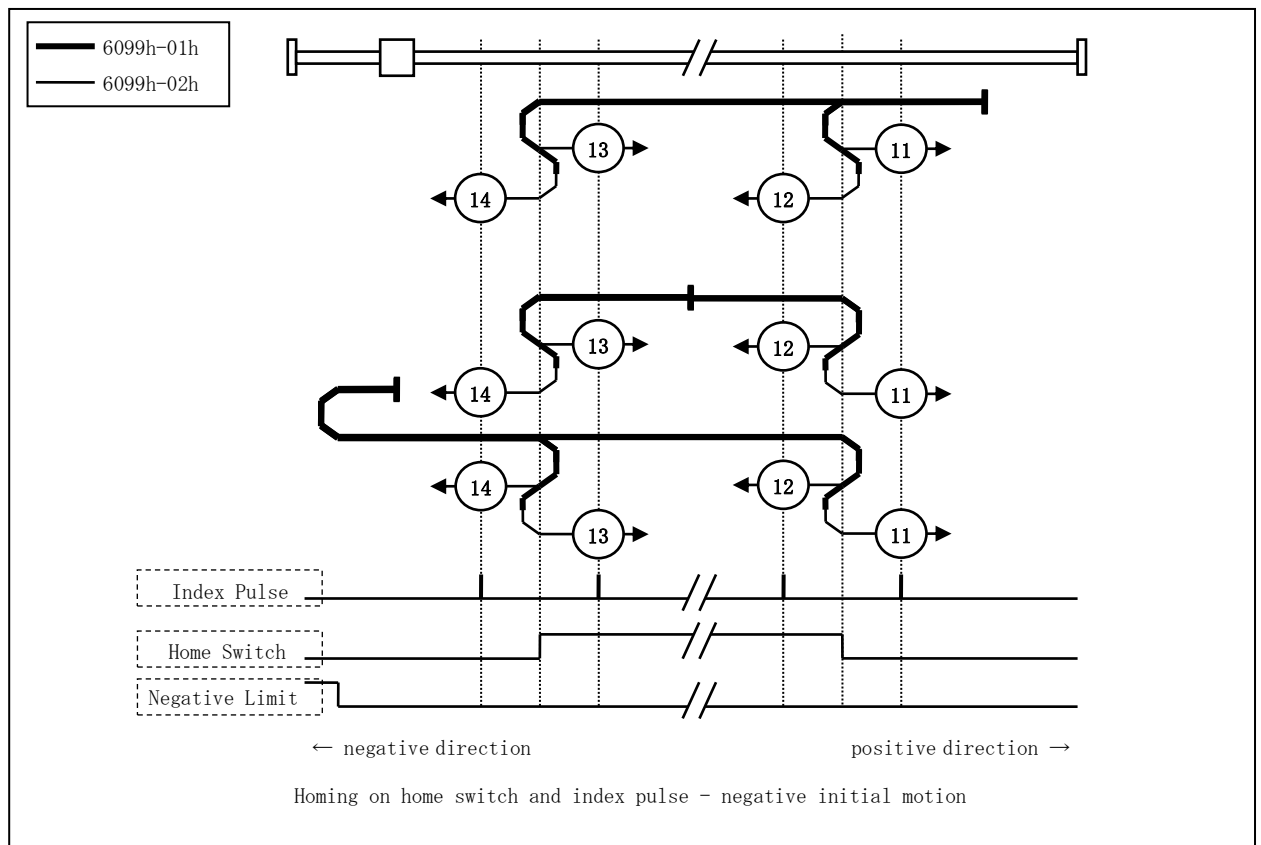 6099h-01h
6099h-02h
13
11
14
12
13
12
14
11
14
12
13
11
Index Pulse
Home Switch
Negative Limit
← negative direction
positive direction →
Homing on home switch and index pulse - negative initial motion